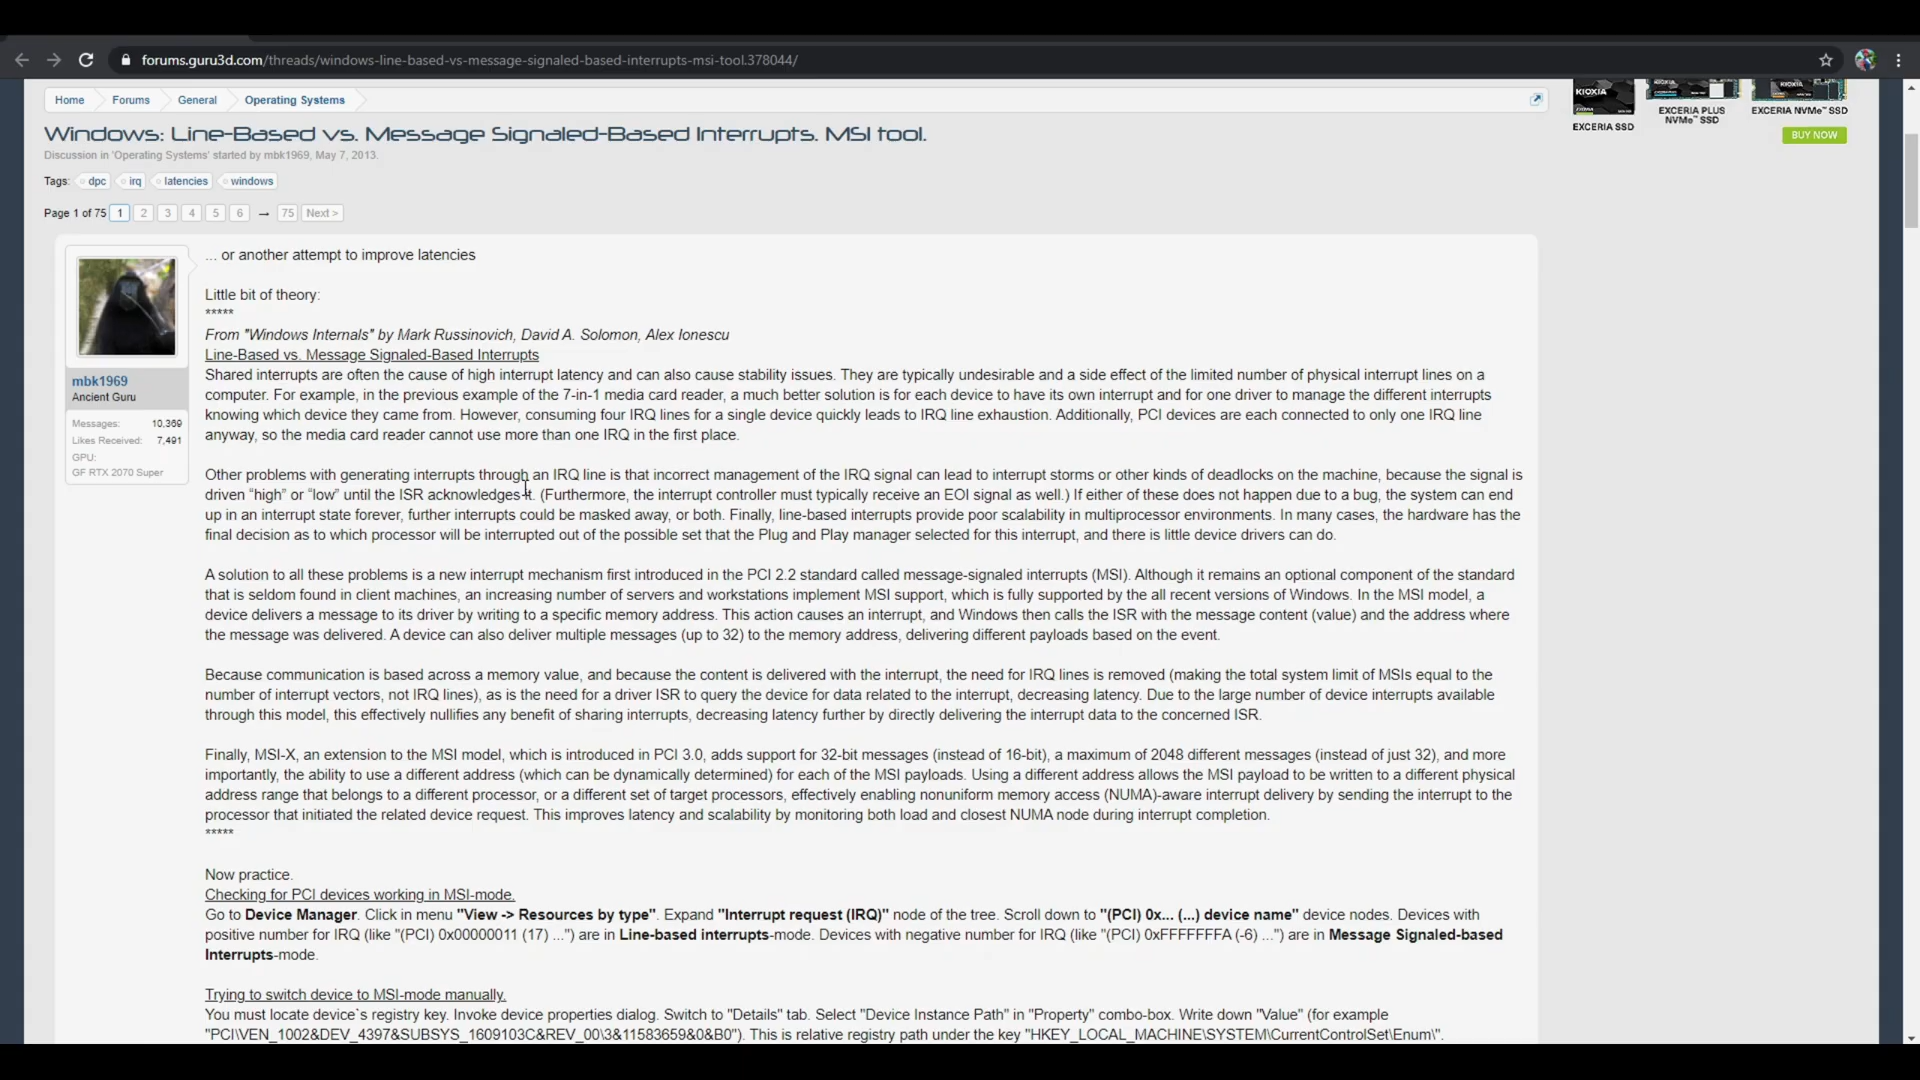 forums.guru3d.com/threads/windows-line-based-vs-message-signaled-based-interrupts-msi-tool.378044/
Home Forums General Operating Systems
KIOXIA KIOXIA KIOXIA
EXCERIA SSD
EXCERIA PLUS
NVMe™ SSD
EXCERIA NVMe™ SSD
BUY NOW
Windows: Line-Based vs. Message Signaled-Based Interrupts. MSI tool.
Discussion in 'Operating Systems' started by mbk1969, May 7, 2013.
Tags: dpc irq latencies windows
Page 1 of 75 1 2 3 4 5 6 → 75 Next >
mbk1969
Ancient Guru
Messages: 10,369
Likes Received: 7,491
GPU:
GF RTX 2070 Super
... or another attempt to improve latencies
Little bit of theory:
*****
From "Windows Internals" by Mark Russinovich, David A. Solomon, Alex Ionescu
Line-Based vs. Message Signaled-Based Interrupts
Shared interrupts are often the cause of high interrupt latency and can also cause stability issues. They are typically undesirable and a side effect of the limited number of physical interrupt lines on a
computer. For example, in the previous example of the 7-in-1 media card reader, a much better solution is for each device to have its own interrupt and for one driver to manage the different interrupts
knowing which device they came from. However, consuming four IRQ lines for a single device quickly leads to IRQ line exhaustion. Additionally, PCI devices are each connected to only one IRQ line
anyway, so the media card reader cannot use more than one IRQ in the first place.
Other problems with generating interrupts through an IRQ line is that incorrect management of the IRQ signal can lead to interrupt storms or other kinds of deadlocks on the machine, because the signal is
driven “high” or “low” until the ISR acknowledges it. (Furthermore, the interrupt controller must typically receive an EOI signal as well.) If either of these does not happen due to a bug, the system can end
up in an interrupt state forever, further interrupts could be masked away, or both. Finally, line-based interrupts provide poor scalability in multiprocessor environments. In many cases, the hardware has the
final decision as to which processor will be interrupted out of the possible set that the Plug and Play manager selected for this interrupt, and there is little device drivers can do.
A solution to all these problems is a new interrupt mechanism first introduced in the PCI 2.2 standard called message-signaled interrupts (MSI). Although it remains an optional component of the standard
that is seldom found in client machines, an increasing number of servers and workstations implement MSI support, which is fully supported by the all recent versions of Windows. In the MSI model, a
device delivers a message to its driver by writing to a specific memory address. This action causes an interrupt, and Windows then calls the ISR with the message content (value) and the address where
the message was delivered. A device can also deliver multiple messages (up to 32) to the memory address, delivering different payloads based on the event.
Because communication is based across a memory value, and because the content is delivered with the interrupt, the need for IRQ lines is removed (making the total system limit of MSIs equal to the
number of interrupt vectors, not IRQ lines), as is the need for a driver ISR to query the device for data related to the interrupt, decreasing latency. Due to the large number of device interrupts available
through this model, this effectively nullifies any benefit of sharing interrupts, decreasing latency further by directly delivering the interrupt data to the concerned ISR.
Finally, MSI-X, an extension to the MSI model, which is introduced in PCI 3.0, adds support for 32-bit messages (instead of 16-bit), a maximum of 2048 different messages (instead of just 32), and more
importantly, the ability to use a different address (which can be dynamically determined) for each of the MSI payloads. Using a different address allows the MSI payload to be written to a different physical
address range that belongs to a different processor, or a different set of target processors, effectively enabling nonuniform memory access (NUMA)-aware interrupt delivery by sending the interrupt to the
processor that initiated the related device request. This improves latency and scalability by monitoring both load and closest NUMA node during interrupt completion.
*****
Now practice.
Checking for PCI devices working in MSI-mode.
Go to Device Manager. Click in menu "View -> Resources by type". Expand "Interrupt request (IRQ)" node of the tree. Scroll down to "(PCI) 0x... (...) device name" device nodes. Devices with
positive number for IRQ (like "(PCI) 0x00000011 (17) ...") are in Line-based interrupts-mode. Devices with negative number for IRQ (like "(PCI) 0xFFFFFFFA (-6) ...") are in Message Signaled-based
Interrupts-mode.
Trying to switch device to MSI-mode manually.
You must locate device`s registry key. Invoke device properties dialog. Switch to "Details" tab. Select "Device Instance Path" in "Property" combo-box. Write down "Value" (for example
"PCI\VEN_1002&DEV_4397&SUBSYS_1609103C&REV_00\3&11583659&0&B0"). This is relative registry path under the key "HKEY_LOCAL_MACHINE\SYSTEM\CurrentControlSet\Enum\".